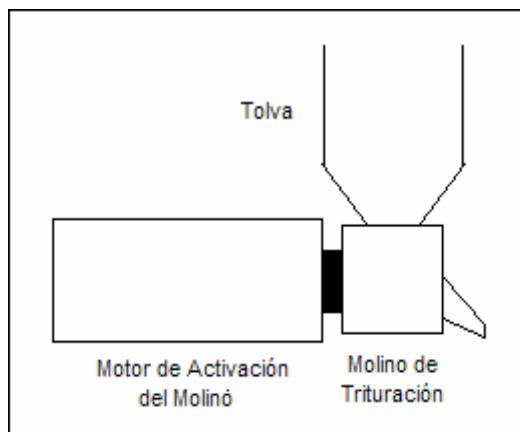 Tolva
Motor de Activación
del Molinó
Molino de
Trituración